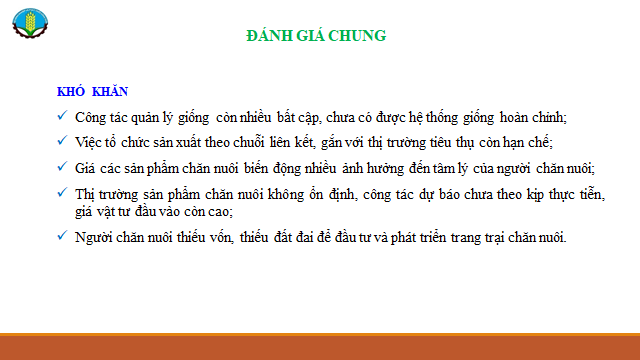 ĐÁNH GIÁ CHUNG
KHÓ KHĂN
✓ Công tác quản lý giống còn nhiều bất cập, chưa có được hệ thống giống hoàn chỉnh;
✓ Việc tổ chức sản xuất theo chuỗi liên kết, gắn với thị trường tiêu thụ còn hạn chế;
✓ Giá các sản phẩm chăn nuôi biến động nhiều ảnh hưởng đến tâm lý của người chăn nuôi;
✓ Thị trường sản phẩm chăn nuôi không ổn định, công tác dự báo chưa theo kịp thực tiễn,
giá vật tư đầu vào còn cao;
✓ Người chăn nuôi thiếu vốn, thiếu đất đai để đầu tư và phát triển trang trại chăn nuôi.